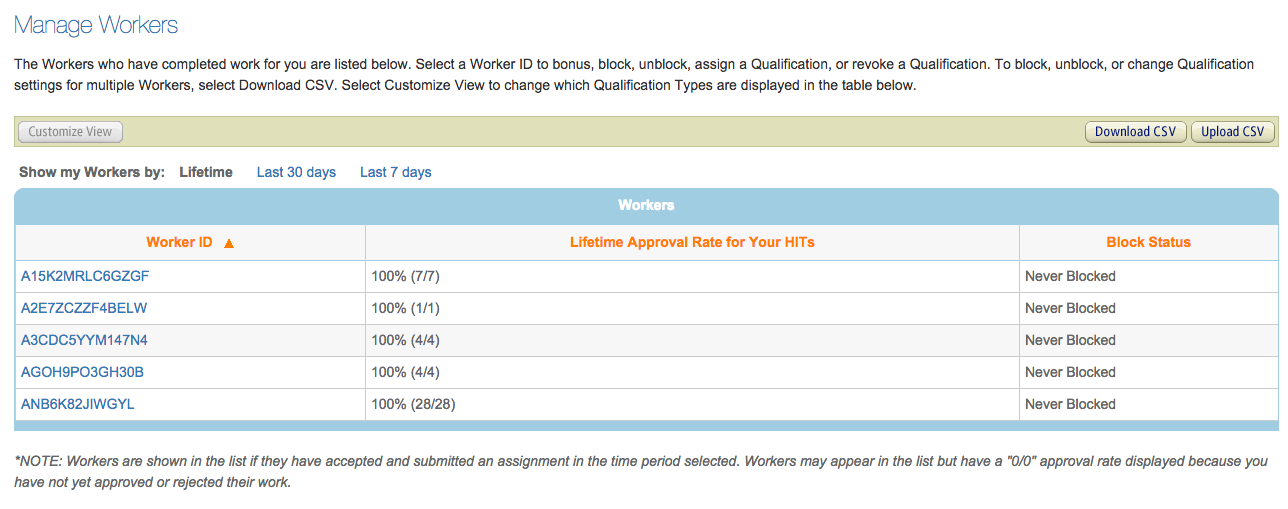 Manage Workers
The Workers who have completed work for you are listed below. Select a Worker ID to bonus, block, unblock, assign a Qualification, or revoke a Qualification. To block, unblock, or change Qualification
settings for multiple Workers, select Download CSV. Select Customize View to change which Qualification Types are displayed in the table below.
Customize View Download CSV Upload CSV
Show my Workers by: Lifetime Last 30 days Last 7 days
Workers
Worker ID ▲ Lifetime Approval Rate for Your HITs Block Status
A15K2MRLC6GZGF 100% (7/7) Never Blocked
A2E7ZCZZF4BELW 100% (1/1) Never Blocked
A3CDC5YYM147N4 100% (4/4) Never Blocked
AGOH9PO3GH30B 100% (4/4) Never Blocked
ANB6K82JIWGYL 100% (28/28) Never Blocked
*NOTE: Workers are shown in the list if they have accepted and submitted an assignment in the time period selected. Workers may appear in the list but have a "0/0" approval rate displayed because you
have not yet approved or rejected their work.